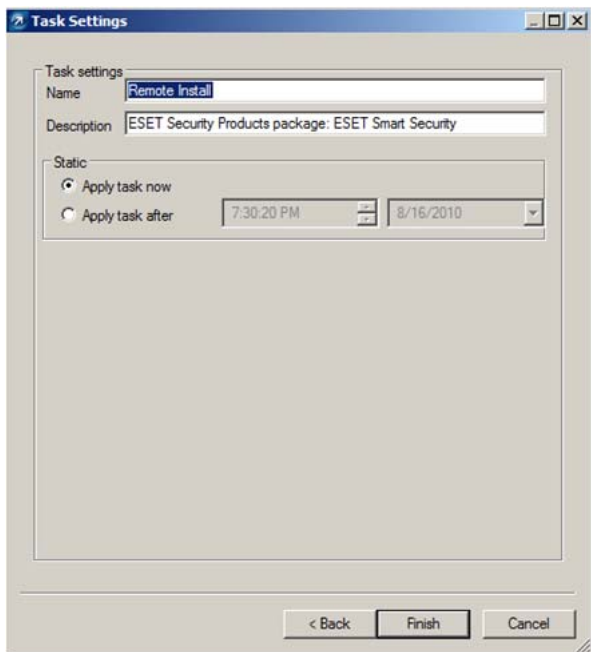 Task Settings
Task settings
Name Remote Install
Description ESET Security Products package: ESET Smart Security
Static
Apply task now
Apply task after 7:30:20 PM 8/16/2010
< Back Finish Cancel